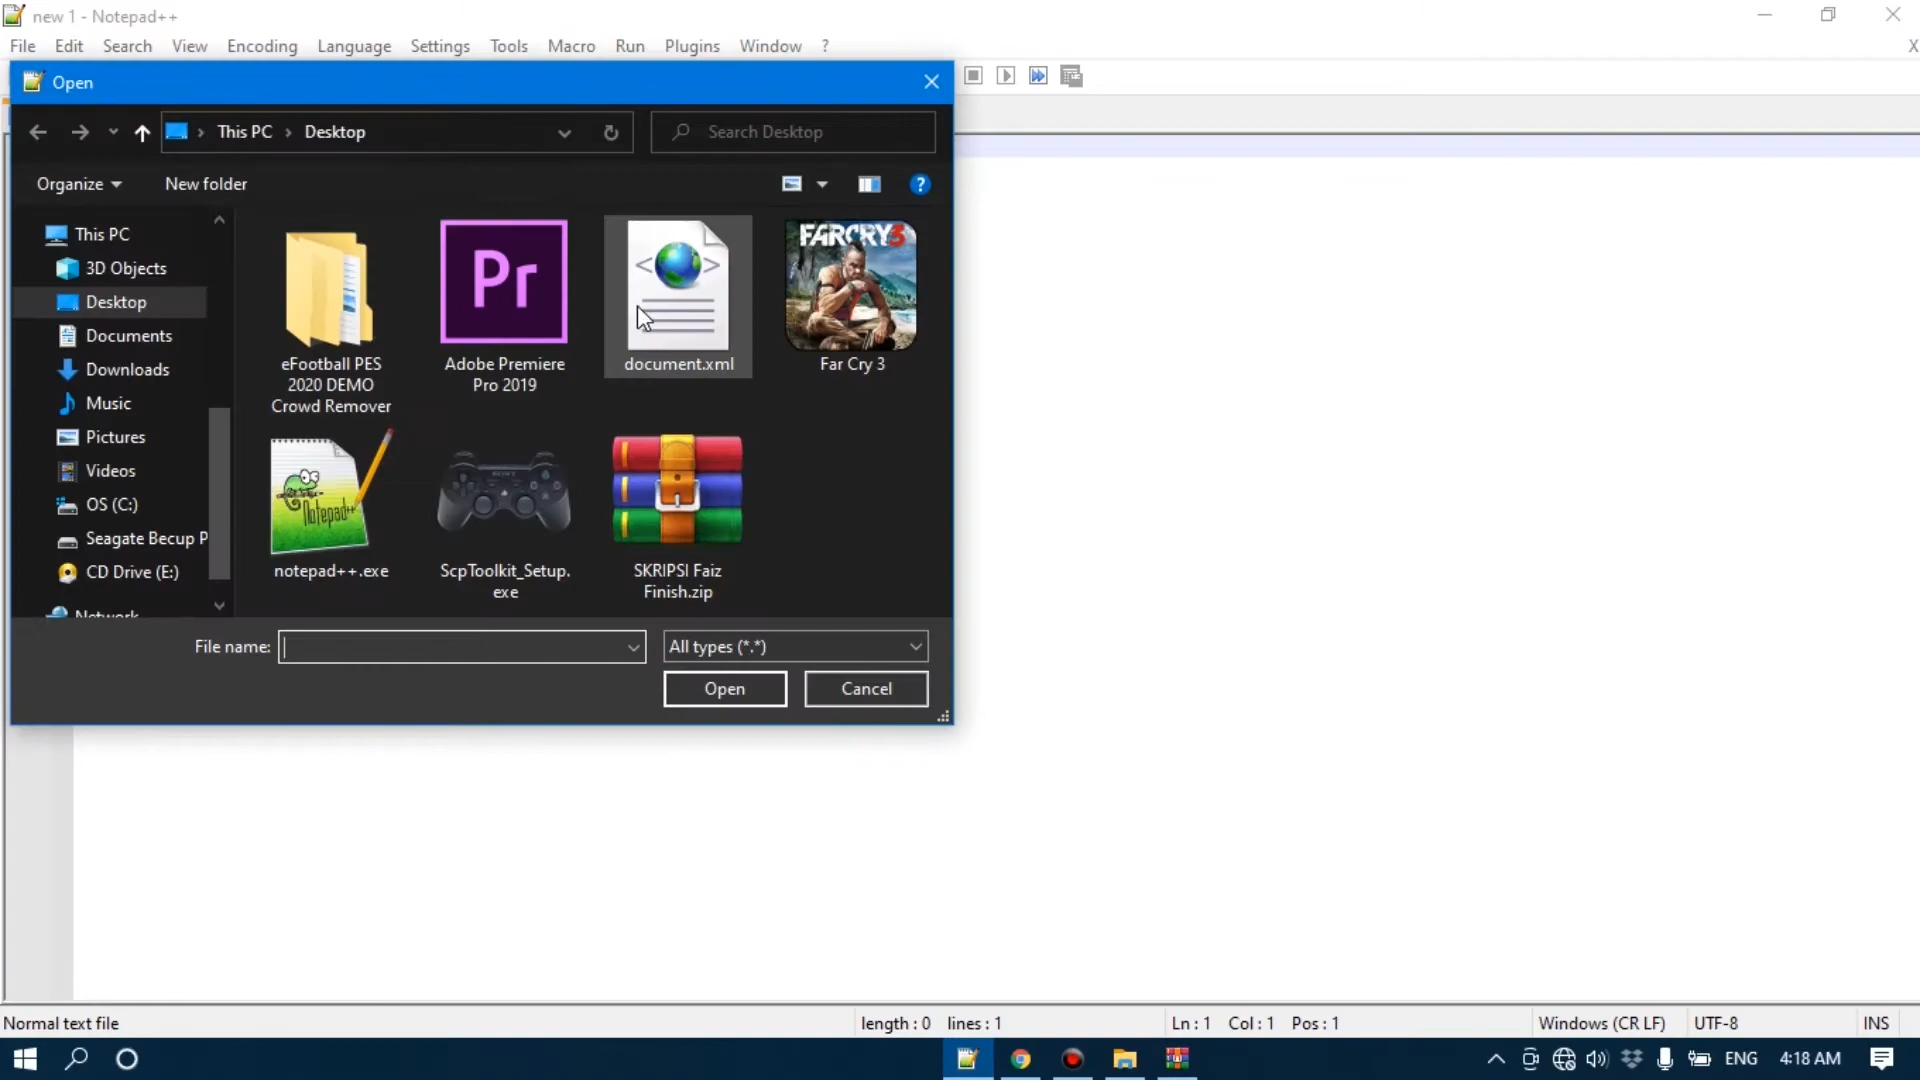 new 1 - Notepad++
File Edit Search View Encoding Language Settings Tools Macro Run Plugins Window ?
X
Open
This PC > Desktop
Search Desktop
Organize
New folder
?
This PC
3D Objects
Desktop
Documents
Downloads
Music
Pictures
Videos
OS (C:)
Seagate Becup P
CD Drive (E:)
Network
eFootball PES
2020 DEMO
Crowd Remover
Pr
Adobe Premiere
Pro 2019
document.xml
FARCRY3
Far Cry 3
Notepad++
notepad++.exe
SONY
ScpToolkit_Setup.
exe
SKRIPSI Faiz
Finish.zip
File name:
All types (*.*)
Open
Cancel
Normal text file
length : 0 lines : 1
Ln : 1 Col : 1 Pos : 1
Windows (CR LF)
UTF-8
INS
ENG
4:18 AM